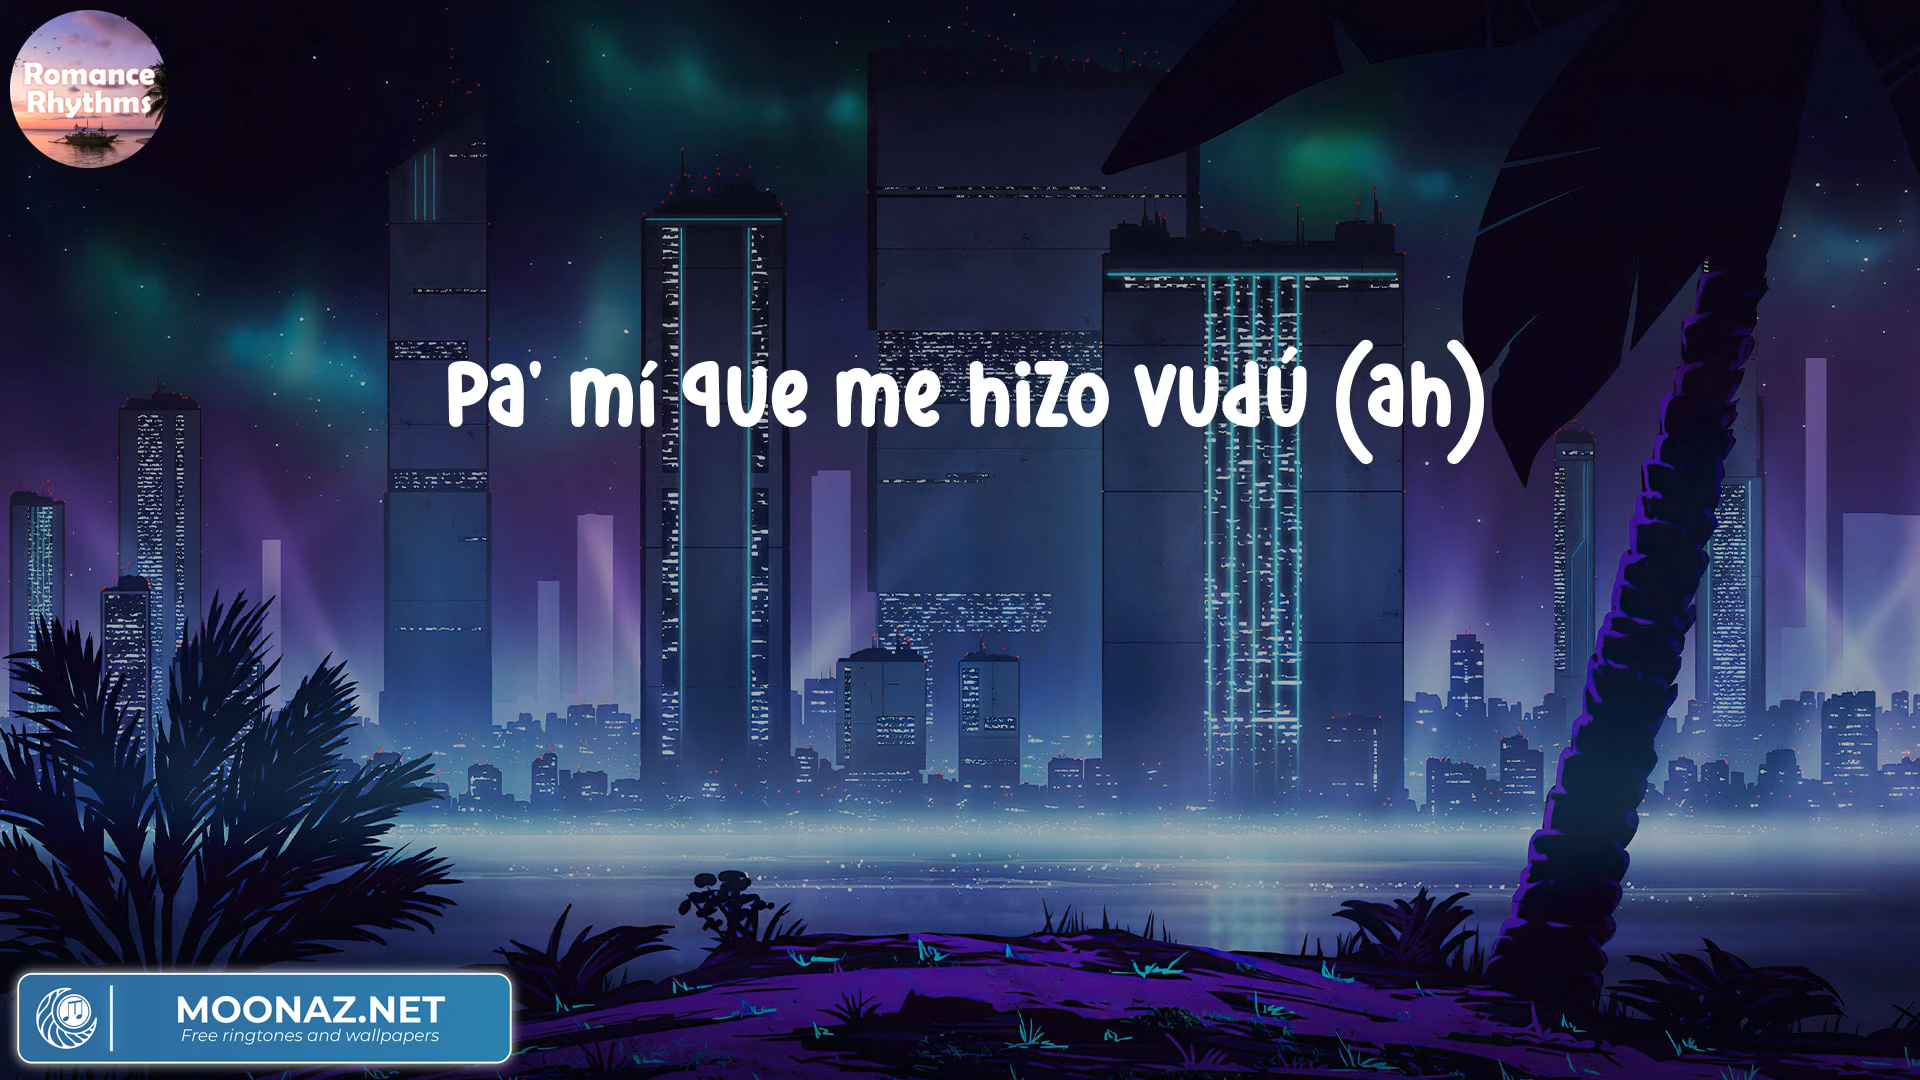 Romance
Rhythms
Pa' mí que me hizo vudú (ah)
MOONAZ.NET
Free ringtones and wallpapers